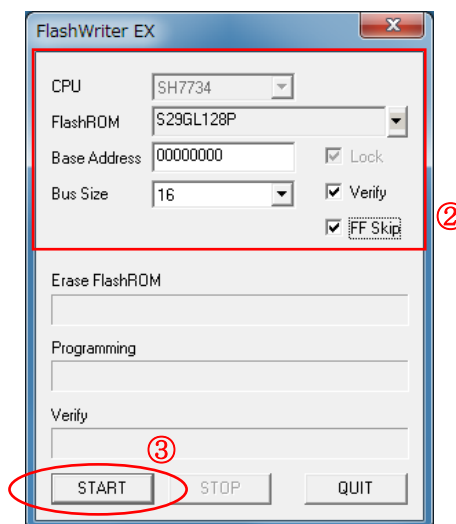 FlashWriter EX
CPU SH7734
FlashROM S29GL128P
Base Address 00000000 Lock
Bus Size 16 Verify
FF Skip
②
Erase FlashROM
Programming
Verify
③
START STOP QUIT